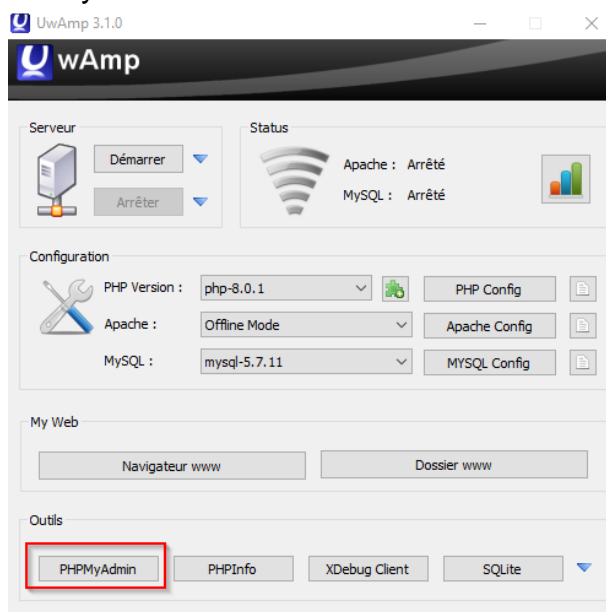 UwAmp 3.1.0
wAmp
Serveur
Démarrer
Arrêter
Status
Apache : Arrêté
MySQL : Arrêté
Configuration
PHP Version : php-8.0.1 PHP Config
Apache : Offline Mode Apache Config
MySQL : mysql-5.7.11 MYSQL Config
My Web
Navigateur www Dossier www
Outils
PHPMyAdmin PHPInfo XDebug Client SQLite